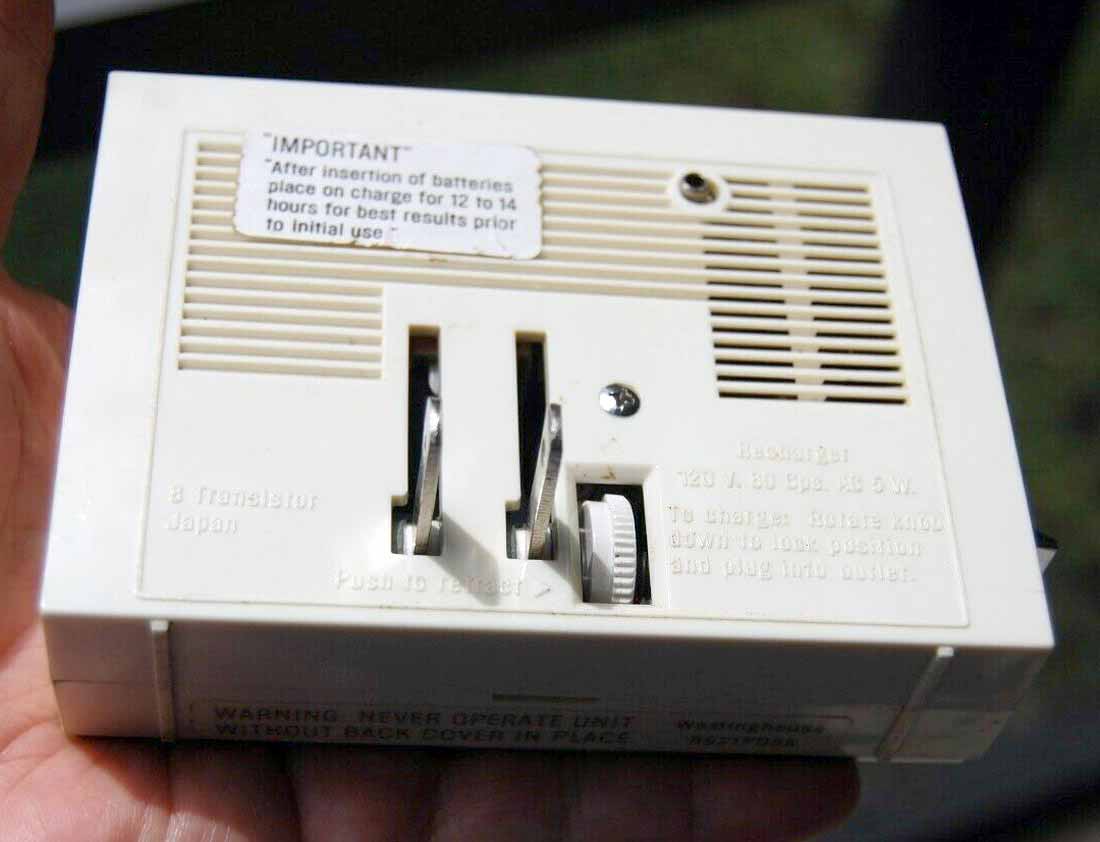 "IMPORTANT"
"After insertion of batteries
place on charge for 12 to 14
hours for best results prior
to initial use"
8 Transistor
Japan
Recharger
120 V. 60 Cps. AC 5 W.
To charge: Rotate knob
down to lock position
and plug into outlet.
Push to retract >
WARNING NEVER OPERATE UNIT
WITHOUT BACK COVER IN PLACE
Westinghouse